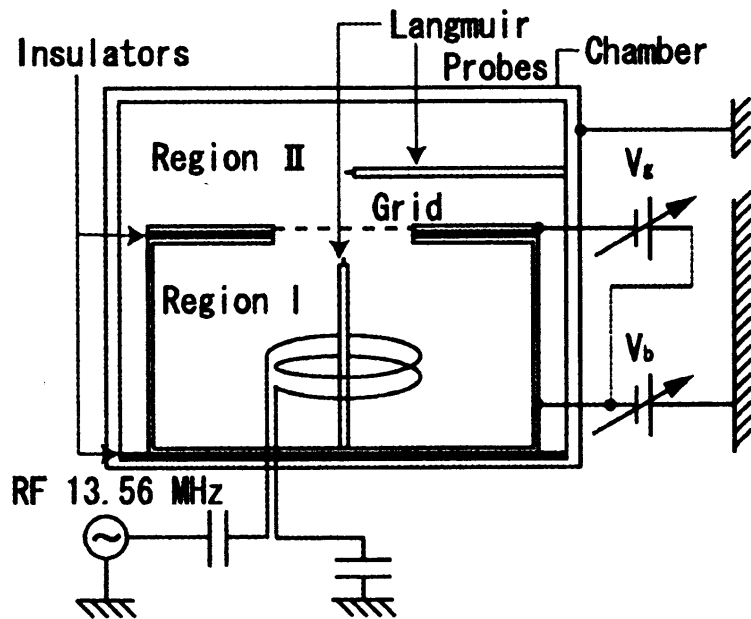 Langmuir
Probes
Insulators
Chamber
Region II
Vg
Grid
Region I
Vb
RF 13.56 MHz